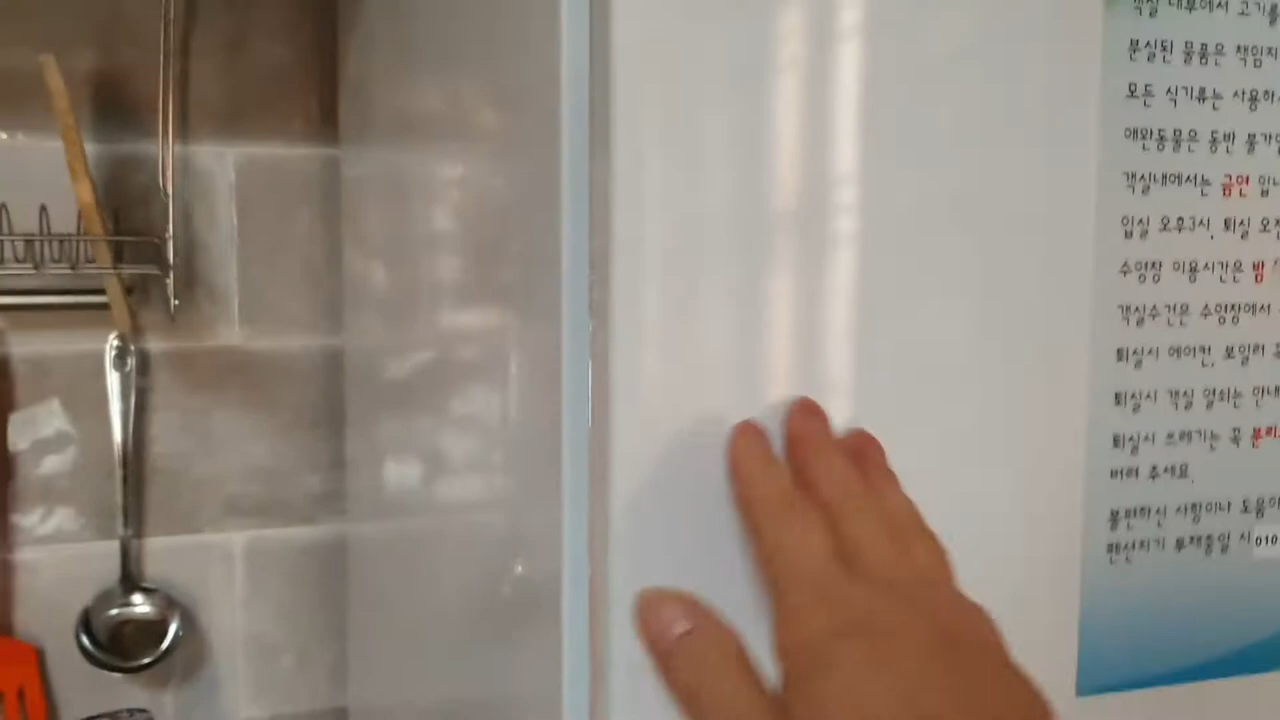 객실 내부에서 고기를
분실된 물품은 책임지
모든 식기류는 사용하
애완동물은 동반 불가
객실내에서는 금연 입니
입실 오후3시, 퇴실 오전
수영장 이용시간은 밤
객실수건은 수영장에서
퇴실시 에어컨, 보일러
퇴실시 객실 열쇠는 안내
퇴실시 쓰레기는 꼭 분리
버려 주세요.
불편하신 사항이나 도움이
펜션지기 부재중일 시 010